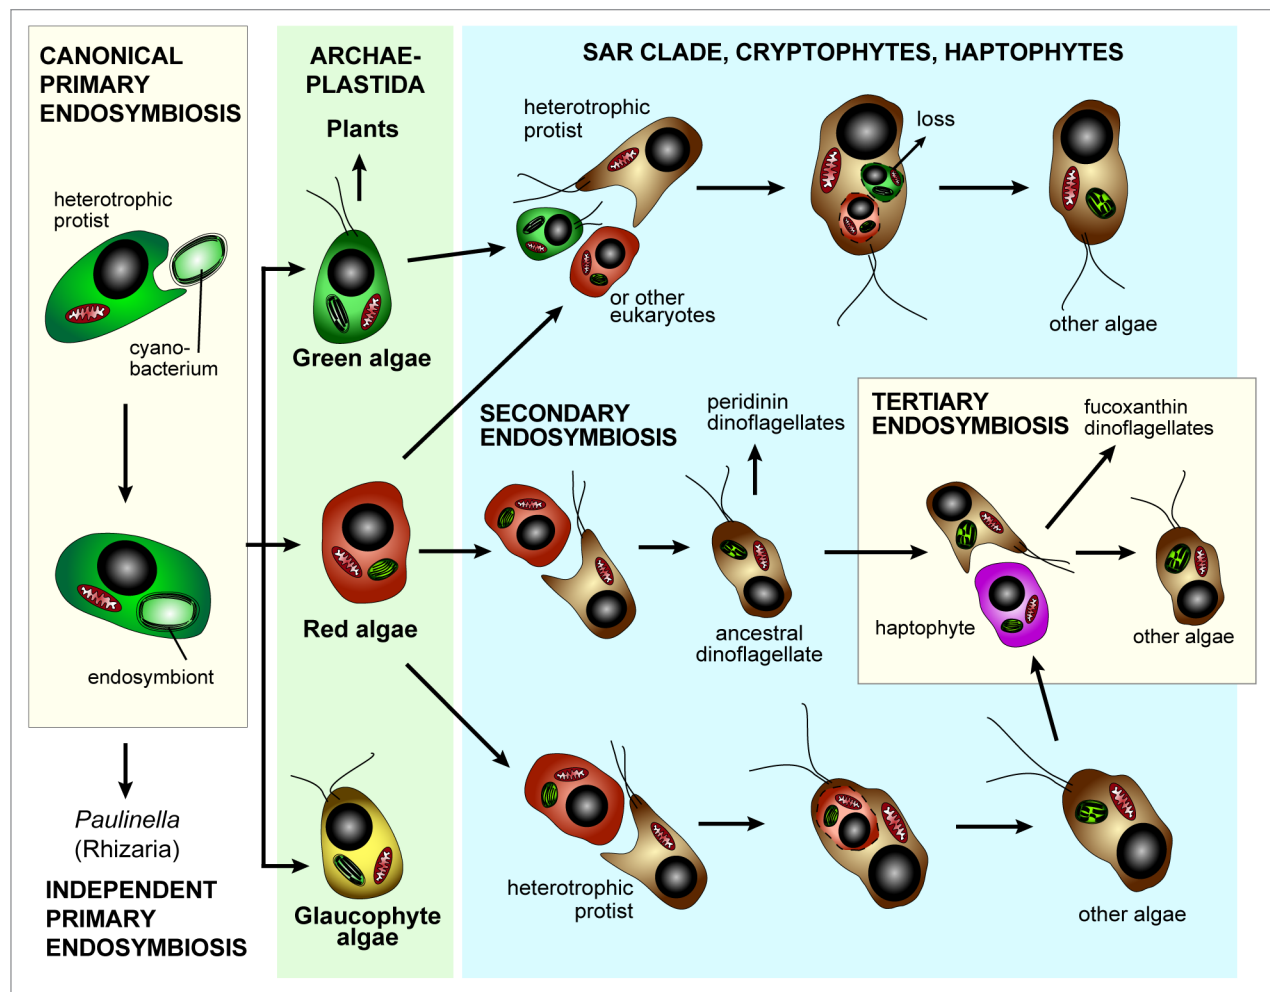 CANONICAL
PRIMARY
ENDOSYMBIOSIS
heterotrophic
protist
cyano-
bacterium
endosymbiont
Paulinella
(Rhizaria)
INDEPENDENT
PRIMARY
ENDOSYMBIOSIS
ARCHAE-
PLASTIDA
Plants
Green algae
Red algae
Glaucophyte
algae
SAR CLADE, CRYPTOPHYTES, HAPTOPHYTES
heterotrophic
protist
or other
eukaryotes
loss
other algae
SECONDARY
ENDOSYMBIOSIS
peridinin
dinoflagellates
ancestral
dinoflagellate
TERTIARY
ENDOSYMBIOSIS
fucoxanthin
dinoflagellates
haptophyte
other algae
heterotrophic
protist
other algae